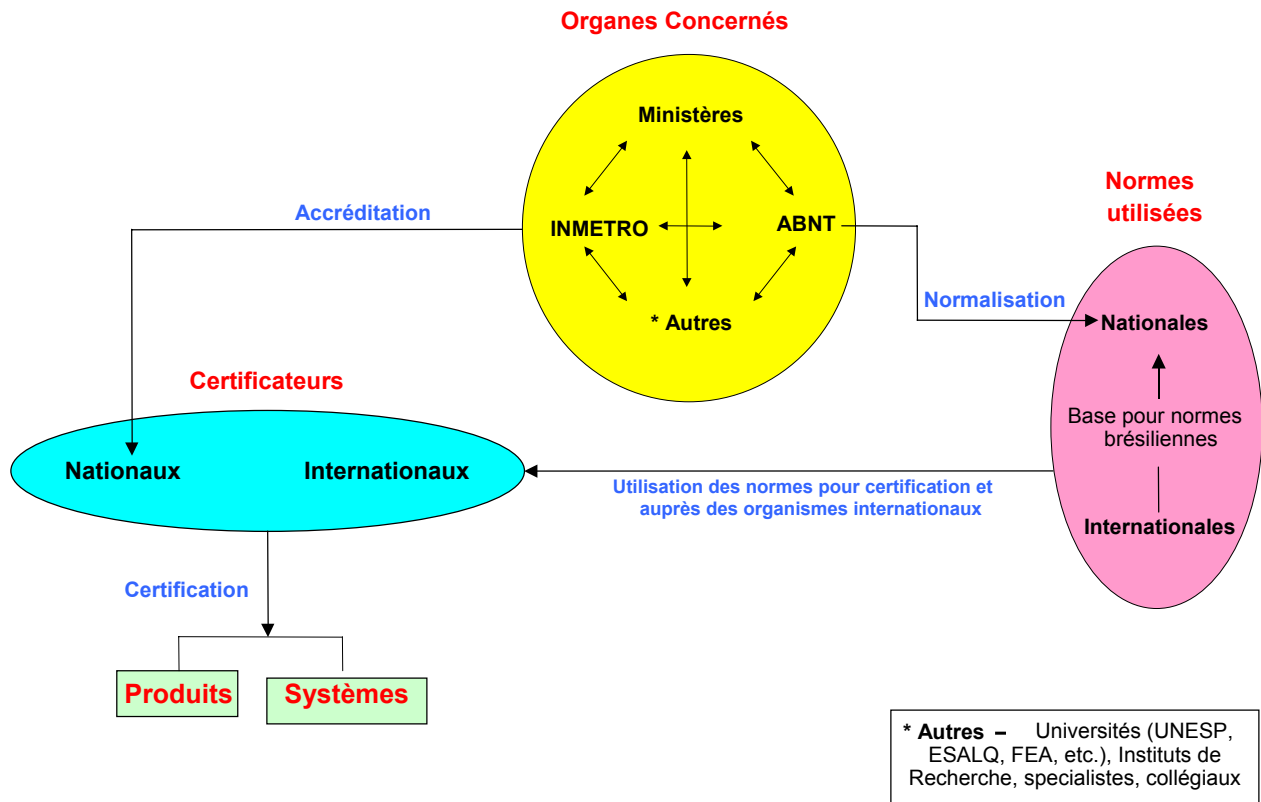 Organes Concernés
Ministères
INMETRO
ABNT
* Autres
Accréditation
Normes
utilisées
Normalisation
Nationales
Base pour normes
brésiliennes
Internationales
Certificateurs
Nationaux
Internationaux
Utilisation des normes pour certification et
auprès des organismes internationaux
Certification
Produits
Systèmes
* Autres – Universités (UNESP,
ESALQ, FEA, etc.), Instituts de
Recherche, specialistes, collégiaux